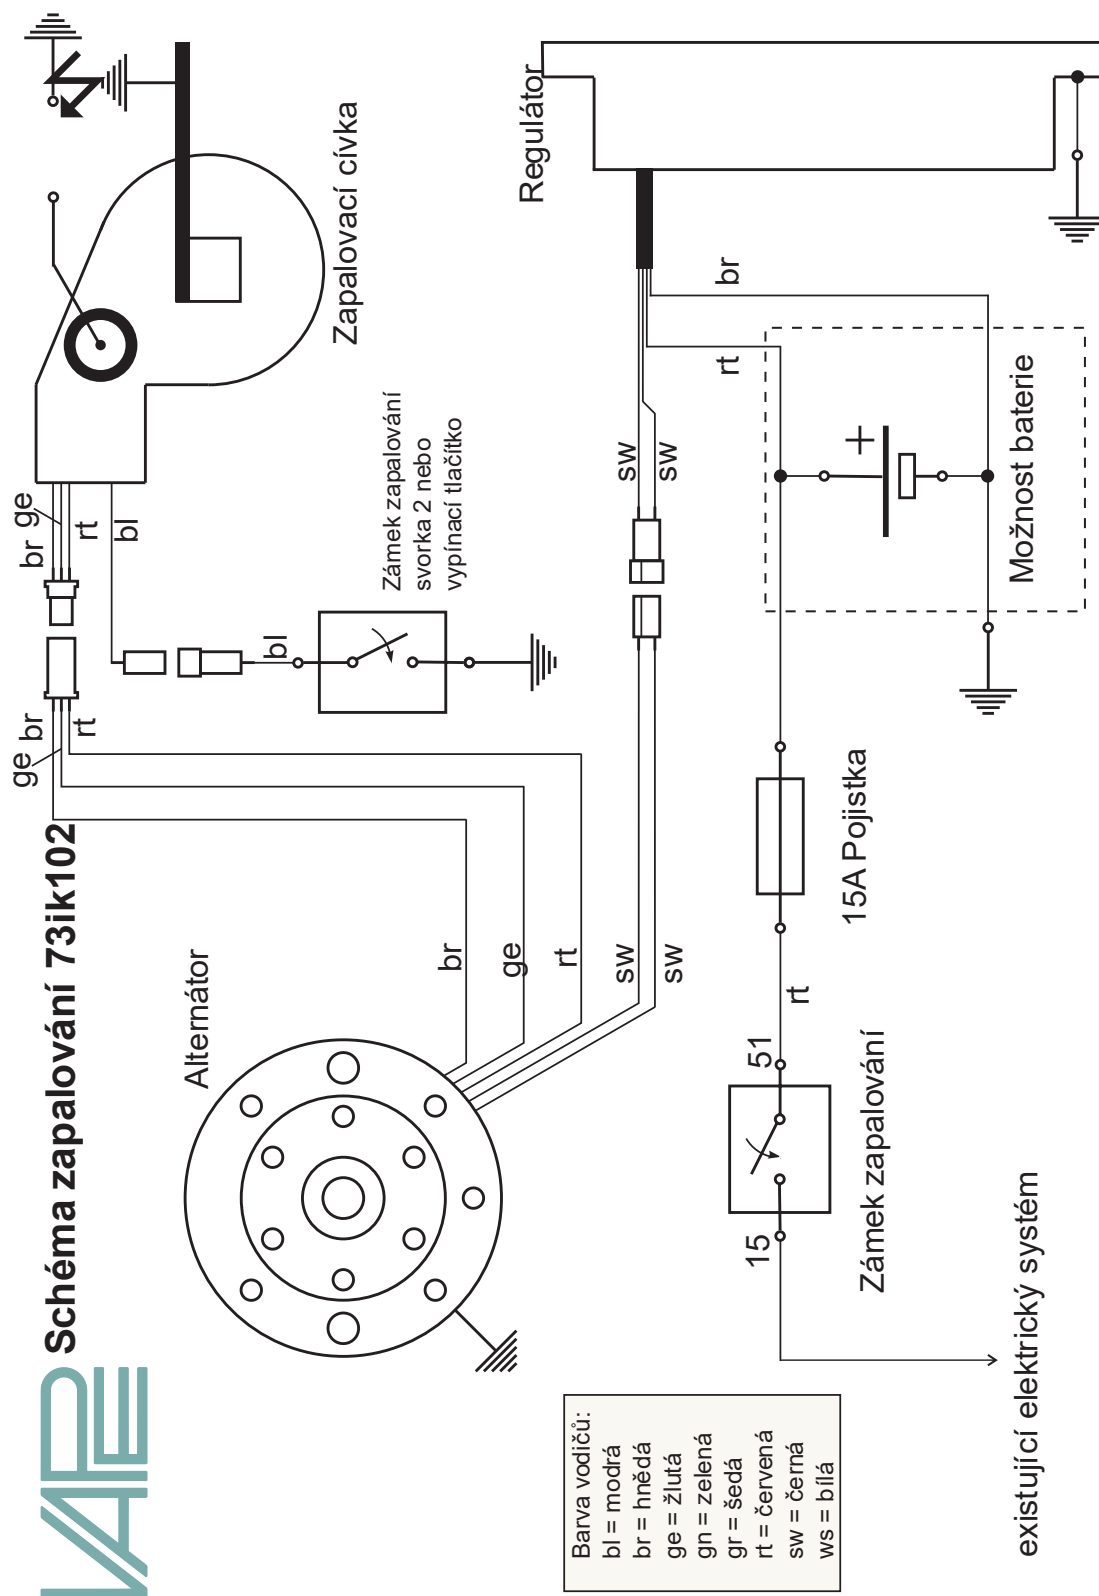 VAPE
Schéma zapalování 73ik102
Zapalovací cívka
Regulátor
br
ge
rt
bl
Zámek zapalování
svorka 2 nebo
vypínací tlačítko
bl
ge
br
rt
Alternátor
br
ge
rt
sw
sw
sw
sw
br
rt
+
Možnost baterie
15A Pojistka
rt
51
15
Zámek zapalování
existující elektrický systém
Barva vodičů:
bl = modrá
br = hnědá
ge = žlutá
gn = zelená
gr = šedá
rt = červená
sw = černá
ws = bílá